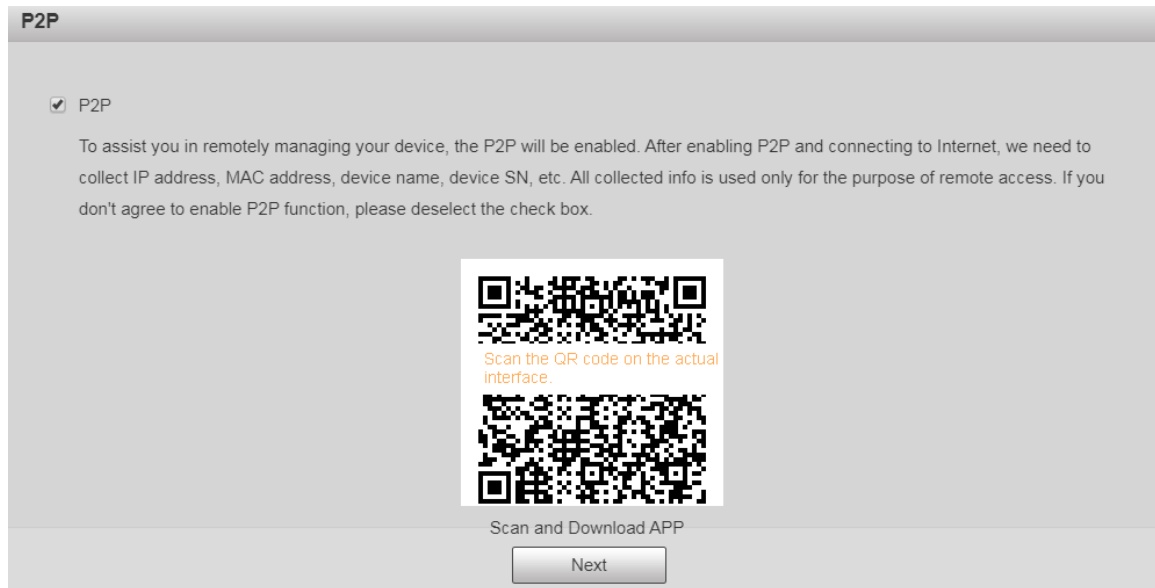 P2P
P2P
To assist you in remotely managing your device, the P2P will be enabled. After enabling P2P and connecting to Internet, we need to
collect IP address, MAC address, device name, device SN, etc. All collected info is used only for the purpose of remote access. If you
don't agree to enable P2P function, please deselect the check box.
Scan the QR code on the actual
interface.
Scan and Download APP
Next